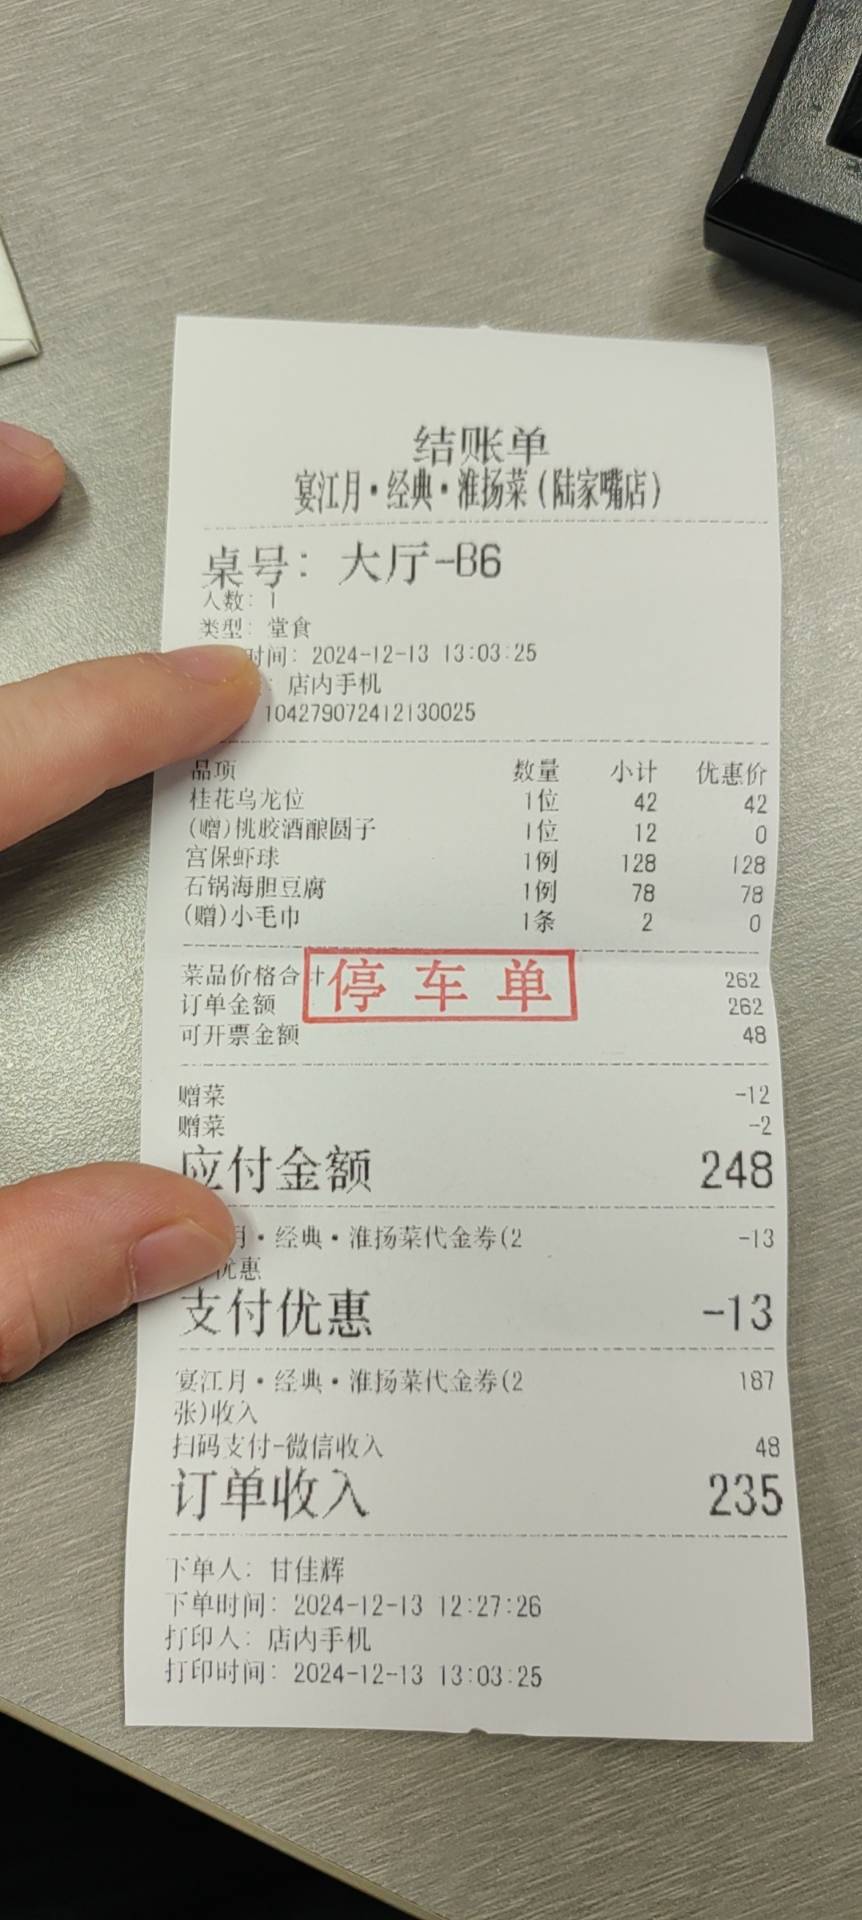 结账单
宴江月·经典·淮扬菜(陆家嘴店)
桌号: 大厅-B6
人数: 1
类型: 堂食
时间: 2024-12-13 13:03:25
: 店内手机
104279072412130025
品项 数量 小计 优惠价
桂花乌龙位 1位 42 42
(赠)桃胶酒酿圆子 1位 12 0
宫保虾球 1例 128 128
石锅海胆豆腐 1例 78 78
(赠)小毛巾 1条 2 0
菜品价格合计 262
停车单
订单金额 262
可开票金额 48
赠菜 -12
赠菜 -2
应付金额 248
月·经典·淮扬菜代金券(2 -13
优惠
支付优惠 -13
宴江月·经典·淮扬菜代金券(2 187
张)收入
扫码支付-微信收入 48
订单收入 235
下单人: 甘佳辉
下单时间: 2024-12-13 12:27:26
打印人: 店内手机
打印时间: 2024-12-13 13:03:25